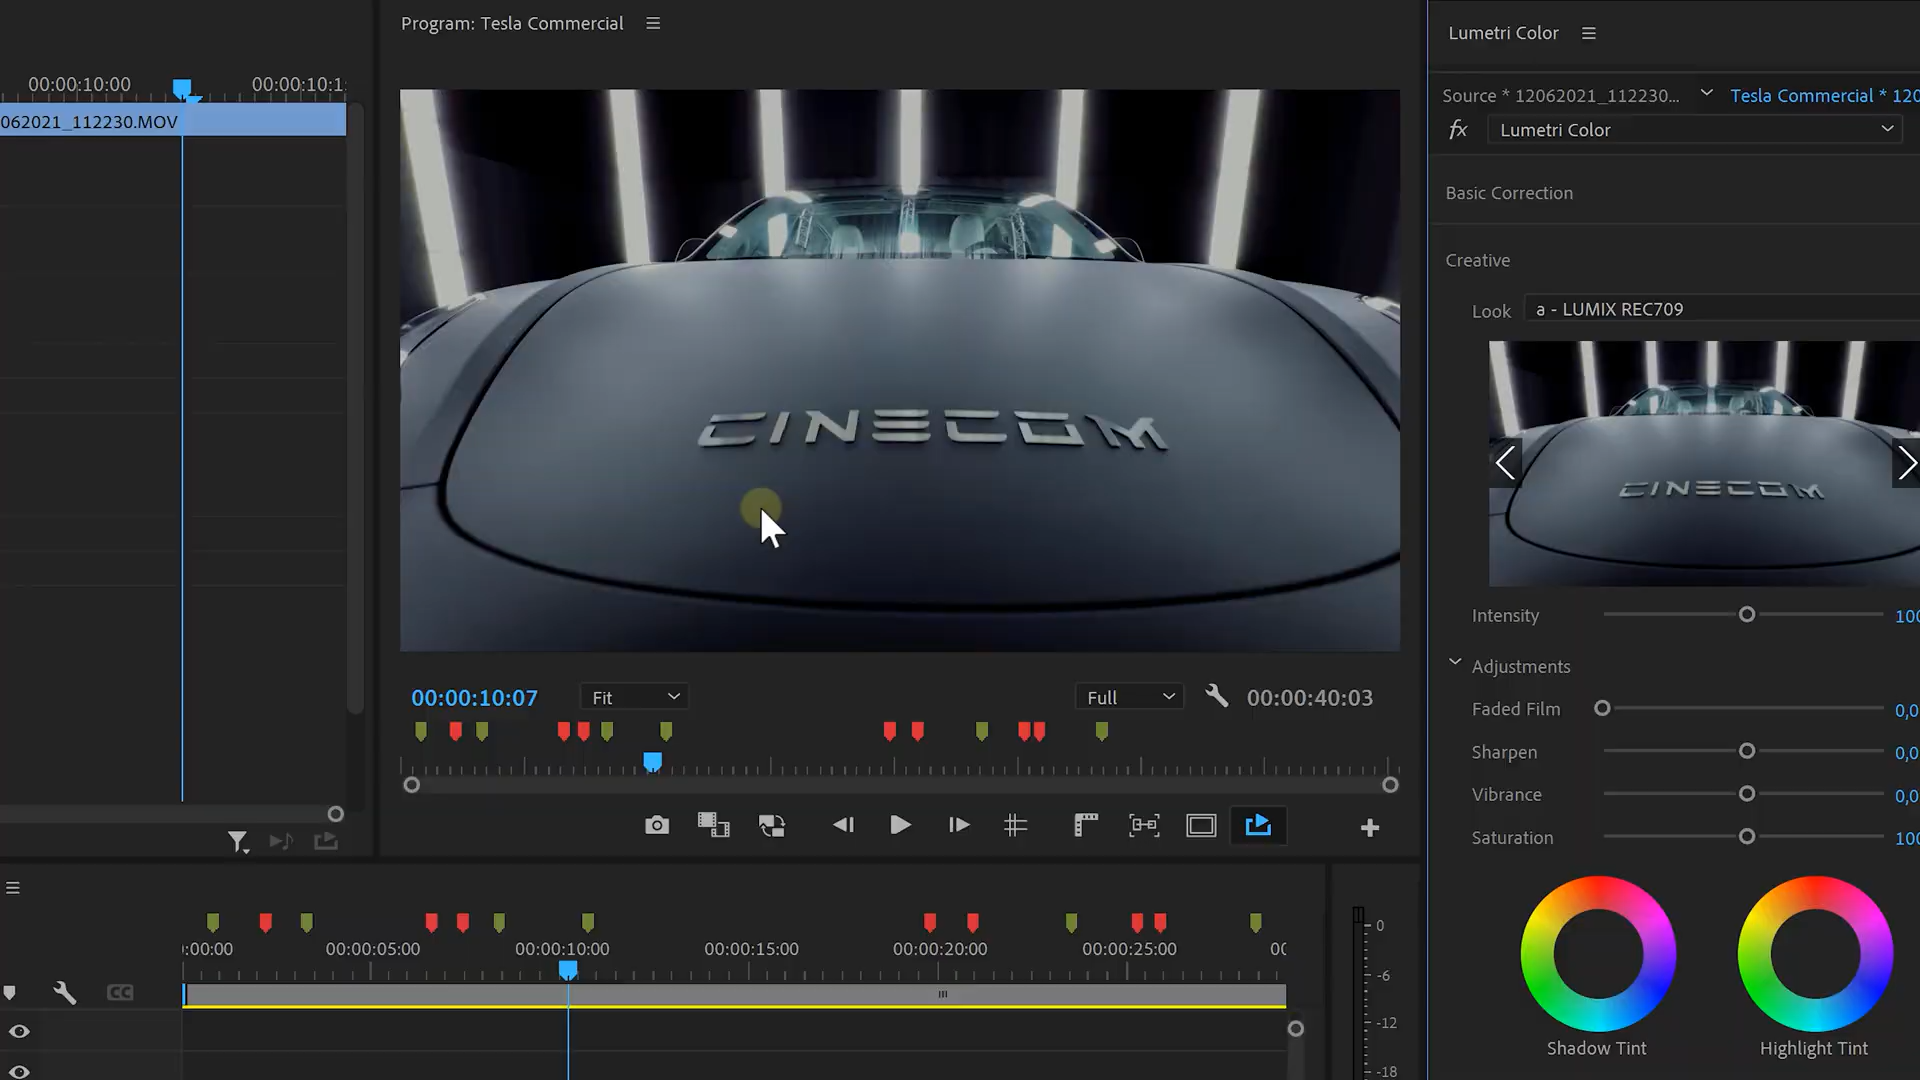 Program: Tesla Commercial
Lumetri Color
00:00:10:00
00:00:10:1
Source * 12062021_112230...
Tesla Commercial * 120
062021_112230.MOV
fx
Lumetri Color
Basic Correction
Creative
Look
a - LUMIX REC709
CINECOM
CINECOM
Intensity
100
Adjustments
00:00:10:07
Fit
Full
00:00:40:03
Faded Film
0,0
Sharpen
0,0
Vibrance
0,0
Saturation
100
:00:00
00:00:05:00
00:00:10:00
00:00:15:00
00:00:20:00
00:00:25:00
00
0
-6
-12
-18
CC
Shadow Tint
Highlight Tint